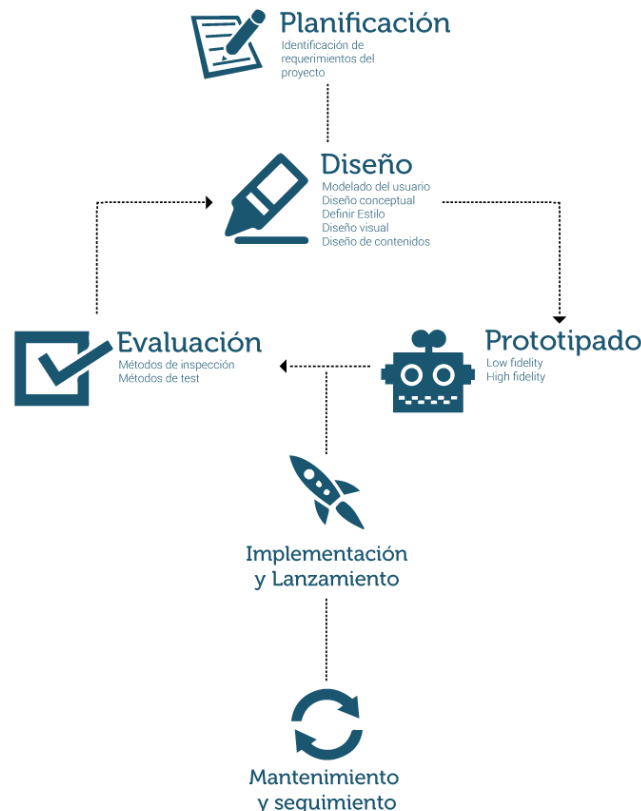 Planificación
Identificación de
requerimientos del
proyecto
Diseño
Modelado del usuario
Diseño conceptual
Definir Estilo
Diseño visual
Diseño de contenidos
Evaluación
Métodos de inspección
Métodos de test
Prototipado
Low fidelity
High fidelity
Implementación
y Lanzamiento
Mantenimiento
y seguimiento